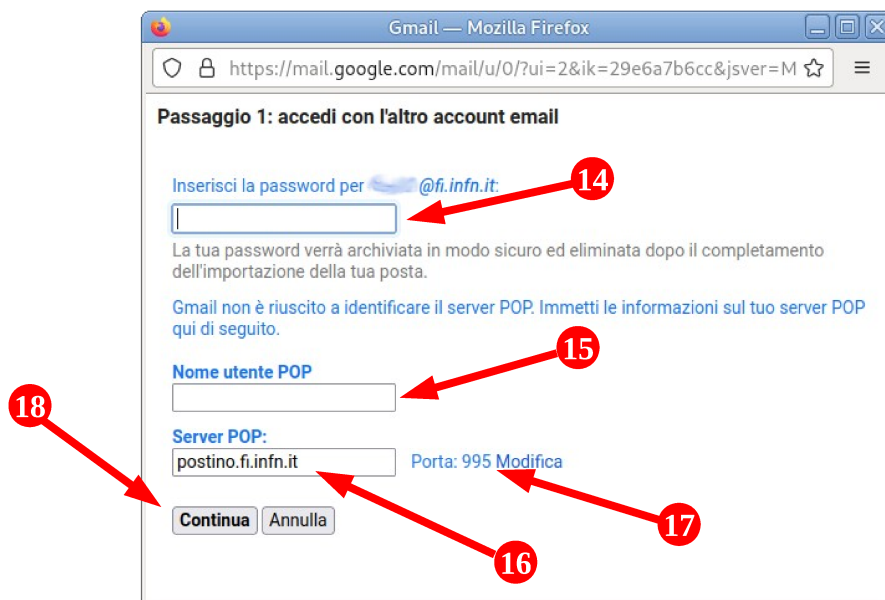 Gmail — Mozilla Firefox
https://mail.google.com/mail/u/0/?ui=2&ik=29e6a7b6cc&jsver=M
Passaggio 1: accedi con l'altro account email
Inserisci la password per @fi.infn.it:
14
La tua password verrà archiviata in modo sicuro ed eliminata dopo il completamento
dell'importazione della tua posta.
Gmail non è riuscito a identificare il server POP. Immetti le informazioni sul tuo server POP
qui di seguito.
15
Nome utente POP
18
Server POP:
postino.fi.infn.it Porta: 995 Modifica
Continua Annulla
17
16